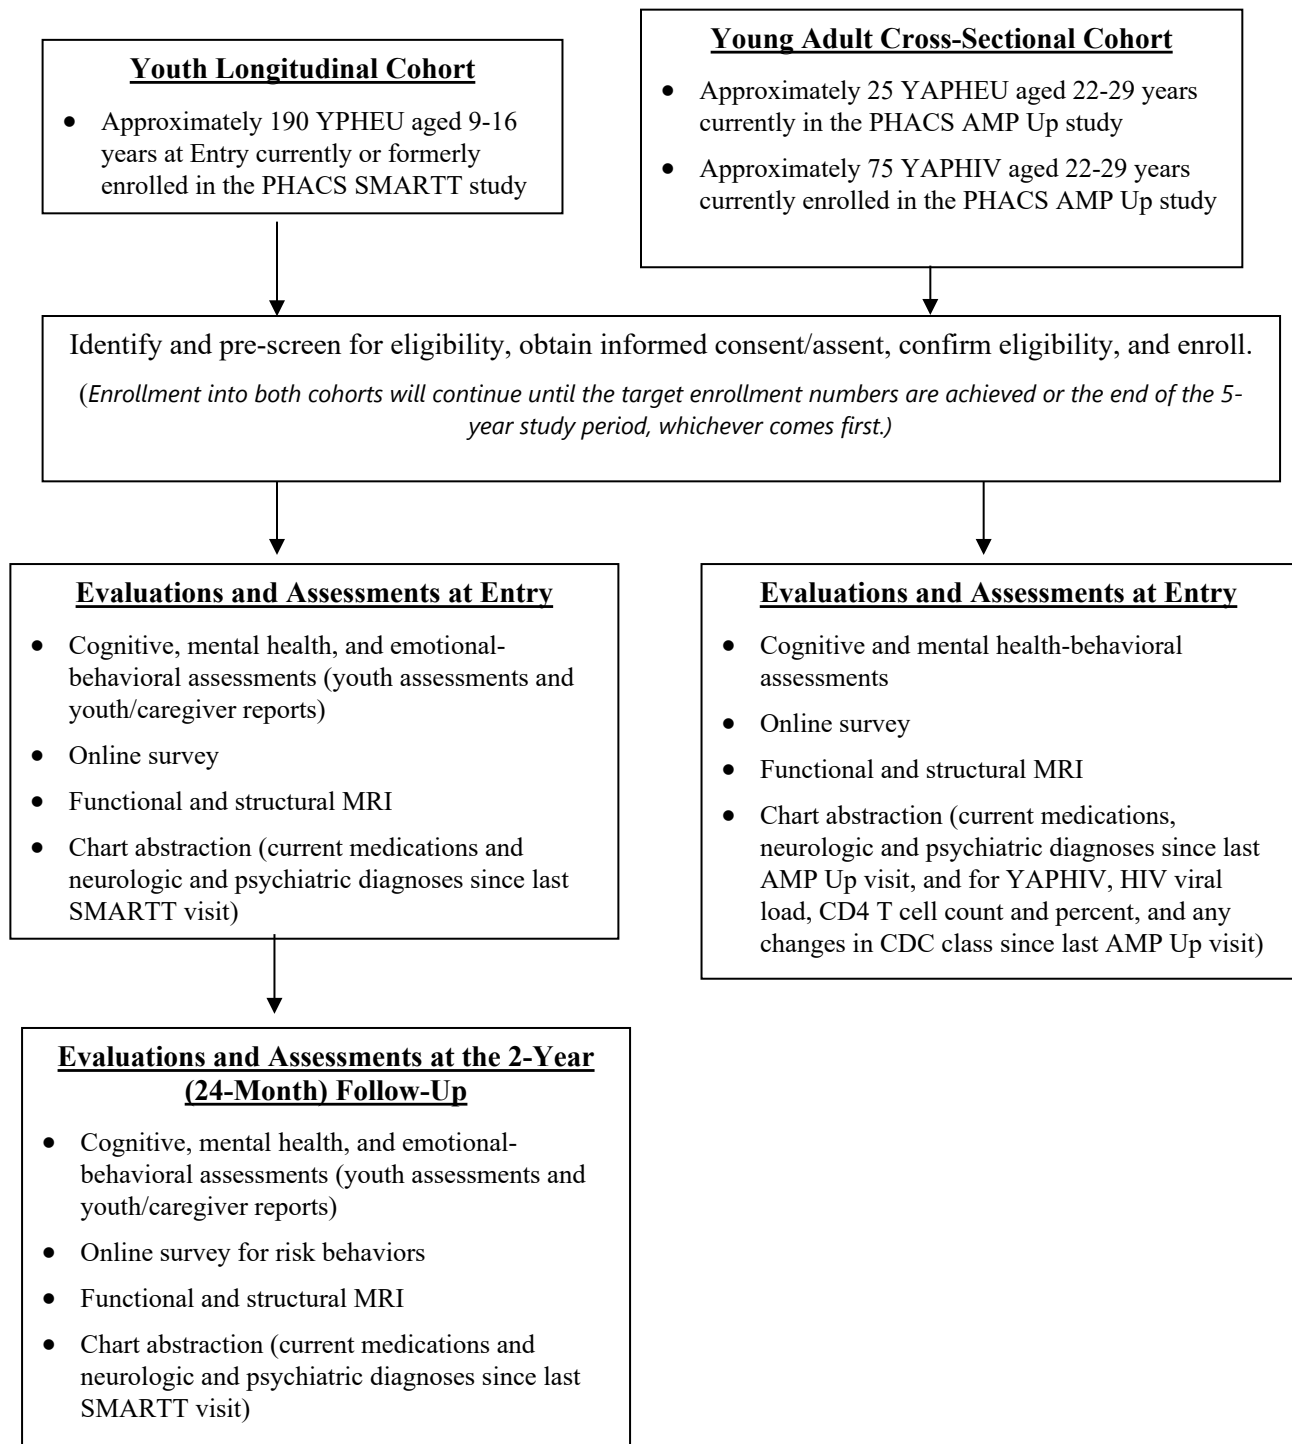 Youth Longitudinal Cohort
• Approximately 190 YPHEU aged 9-16
years at Entry currently or formerly
enrolled in the PHACS SMARTT study
Young Adult Cross-Sectional Cohort
• Approximately 25 YAPHEU aged 22-29 years
currently in the PHACS AMP Up study
• Approximately 75 YAPHIV aged 22-29 years
currently enrolled in the PHACS AMP Up study
Identify and pre-screen for eligibility, obtain informed consent/assent, confirm eligibility, and enroll.
(Enrollment into both cohorts will continue until the target enrollment numbers are achieved or the end of the 5-
year study period, whichever comes first.)
Evaluations and Assessments at Entry
• Cognitive, mental health, and emotional-
behavioral assessments (youth assessments and
youth/caregiver reports)
• Online survey
• Functional and structural MRI
• Chart abstraction (current medications and
neurologic and psychiatric diagnoses since last
SMARTT visit)
Evaluations and Assessments at Entry
• Cognitive and mental health-behavioral
assessments
• Online survey
• Functional and structural MRI
• Chart abstraction (current medications,
neurologic and psychiatric diagnoses since last
AMP Up visit, and for YAPHIV, HIV viral
load, CD4 T cell count and percent, and any
changes in CDC class since last AMP Up visit)
Evaluations and Assessments at the 2-Year
(24-Month) Follow-Up
• Cognitive, mental health, and emotional-
behavioral assessments (youth assessments and
youth/caregiver reports)
• Online survey for risk behaviors
• Functional and structural MRI
• Chart abstraction (current medications and
neurologic and psychiatric diagnoses since last
SMARTT visit)